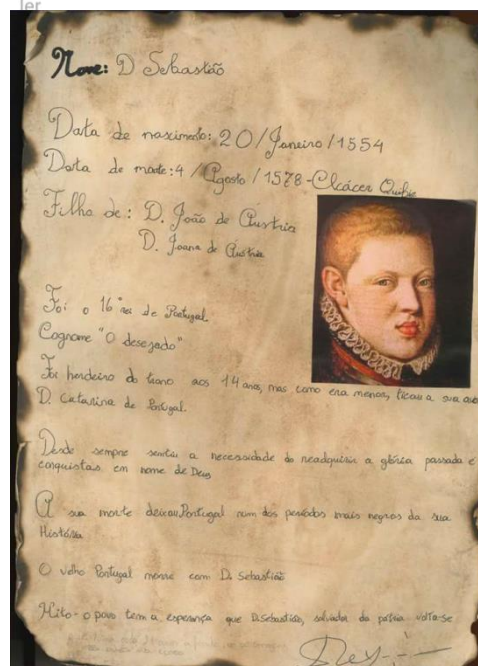 ler
Nome: D Sebastião
Data de nascimento: 20/Janeiro/1554
Data de morte: 4/Agosto/1578-Alcácer Quibir
Filho de: D. João de Áustria
D. Joana de Áustria
Foi o 16º rei de Portugal
Cognome "O desejado"
Foi herdeiro do trono aos 14 anos, mas como era menor, ficou a sua avó
D. Catarina de Portugal.
Desde sempre sentiu a necessidade de readquirir a glória passada e
conquistas em nome de Deus
A sua morte deixou Portugal num dos períodos mais negros da sua
História
O velho Portugal morre com D. Sebastião
Mito - o povo tem a esperança que D. Sebastião, salvador da pátria volta-se